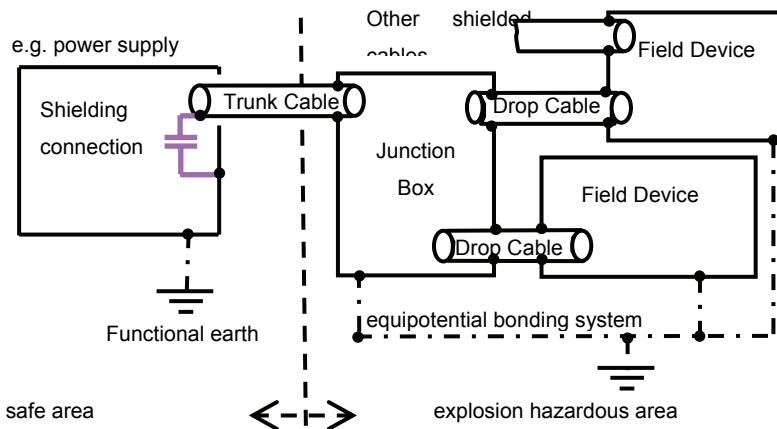 Other shielded
cables
e.g. power supply
Field Device
Shielding
connection
Trunk Cable
Drop Cable
Junction
Box
Field Device
Drop Cable
equipotential bonding system
Functional earth
safe area
explosion hazardous area